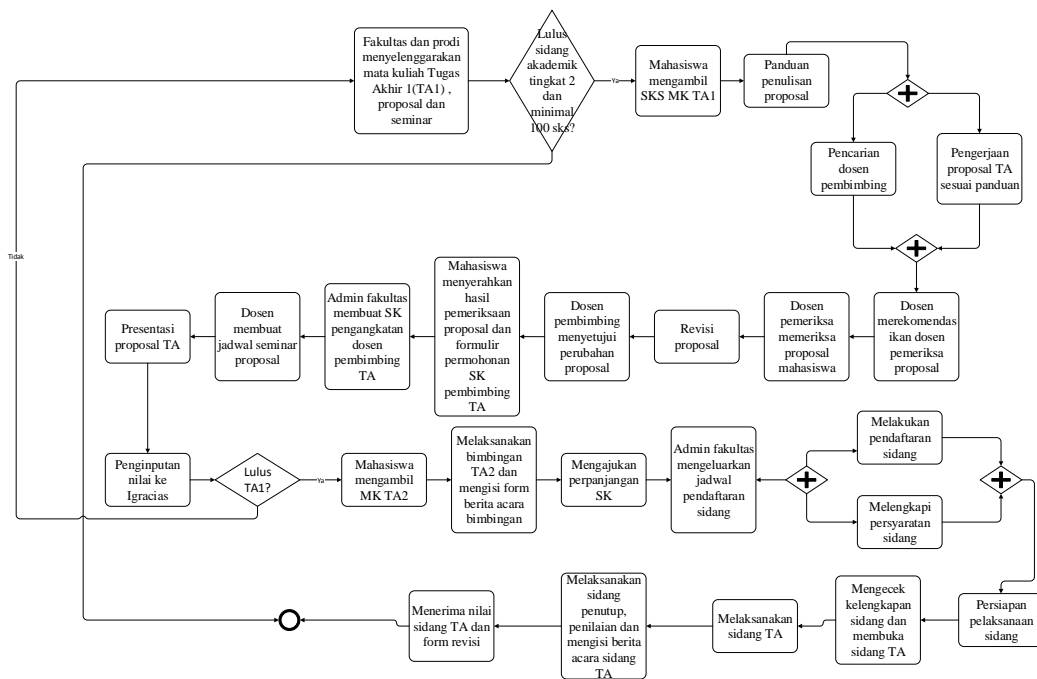 Fakultas dan prodi
menyelenggarakan
mata kuliah Tugas
Akhir 1(TA1) ,
proposal dan
seminar
Lulus
sidang
akademik
tingkat 2
dan
minimal
100 sks?
Ya
Mahasiswa
mengambil
SKS MK TA1
Panduan
penulisan
proposal
Pencarian
dosen
pembimbing
Pengerjaan
proposal TA
sesuai panduan
Tidak
Presentasi
proposal TA
Dosen
membuat
jadwal seminar
proposal
Admin fakultas
membuat SK
pengangkatan
dosen
pembimbing
TA
Mahasiswa
menyerahkan
hasil
pemeriksaan
proposal dan
formulir
permohonan
SK
pembimbing TA
Dosen
pembimbing
menyetujui
perubahan
proposal
Revisi
proposal
Dosen
pemeriksa
memeriksa
proposal
mahasiswa
Dosen
merekomendas
ikan dosen
pemeriksa
proposal
Penginputan
nilai ke
Igracias
Lulus
TA1?
Ya
Mahasiswa
mengambil
MK TA2
Melaksanakan
bimbingan
TA2 dan
mengisi form
berita acara
bimbingan
Mengajukan
perpanjangan
SK
Admin fakultas
mengeluarkan
jadwal
pendaftaran
sidang
Melakukan
pendaftaran
sidang
Melengkapi
persyaratan
sidang
Menerima nilai
sidang TA dan
form revisi
Melaksanakan
sidang
penutup,
penilaian dan
mengisi berita
acara sidang
TA
Melaksanakan
sidang TA
Mengecek
kelengkapan
sidang dan
membuka
sidang TA
Persiapan
pelaksanaan
sidang